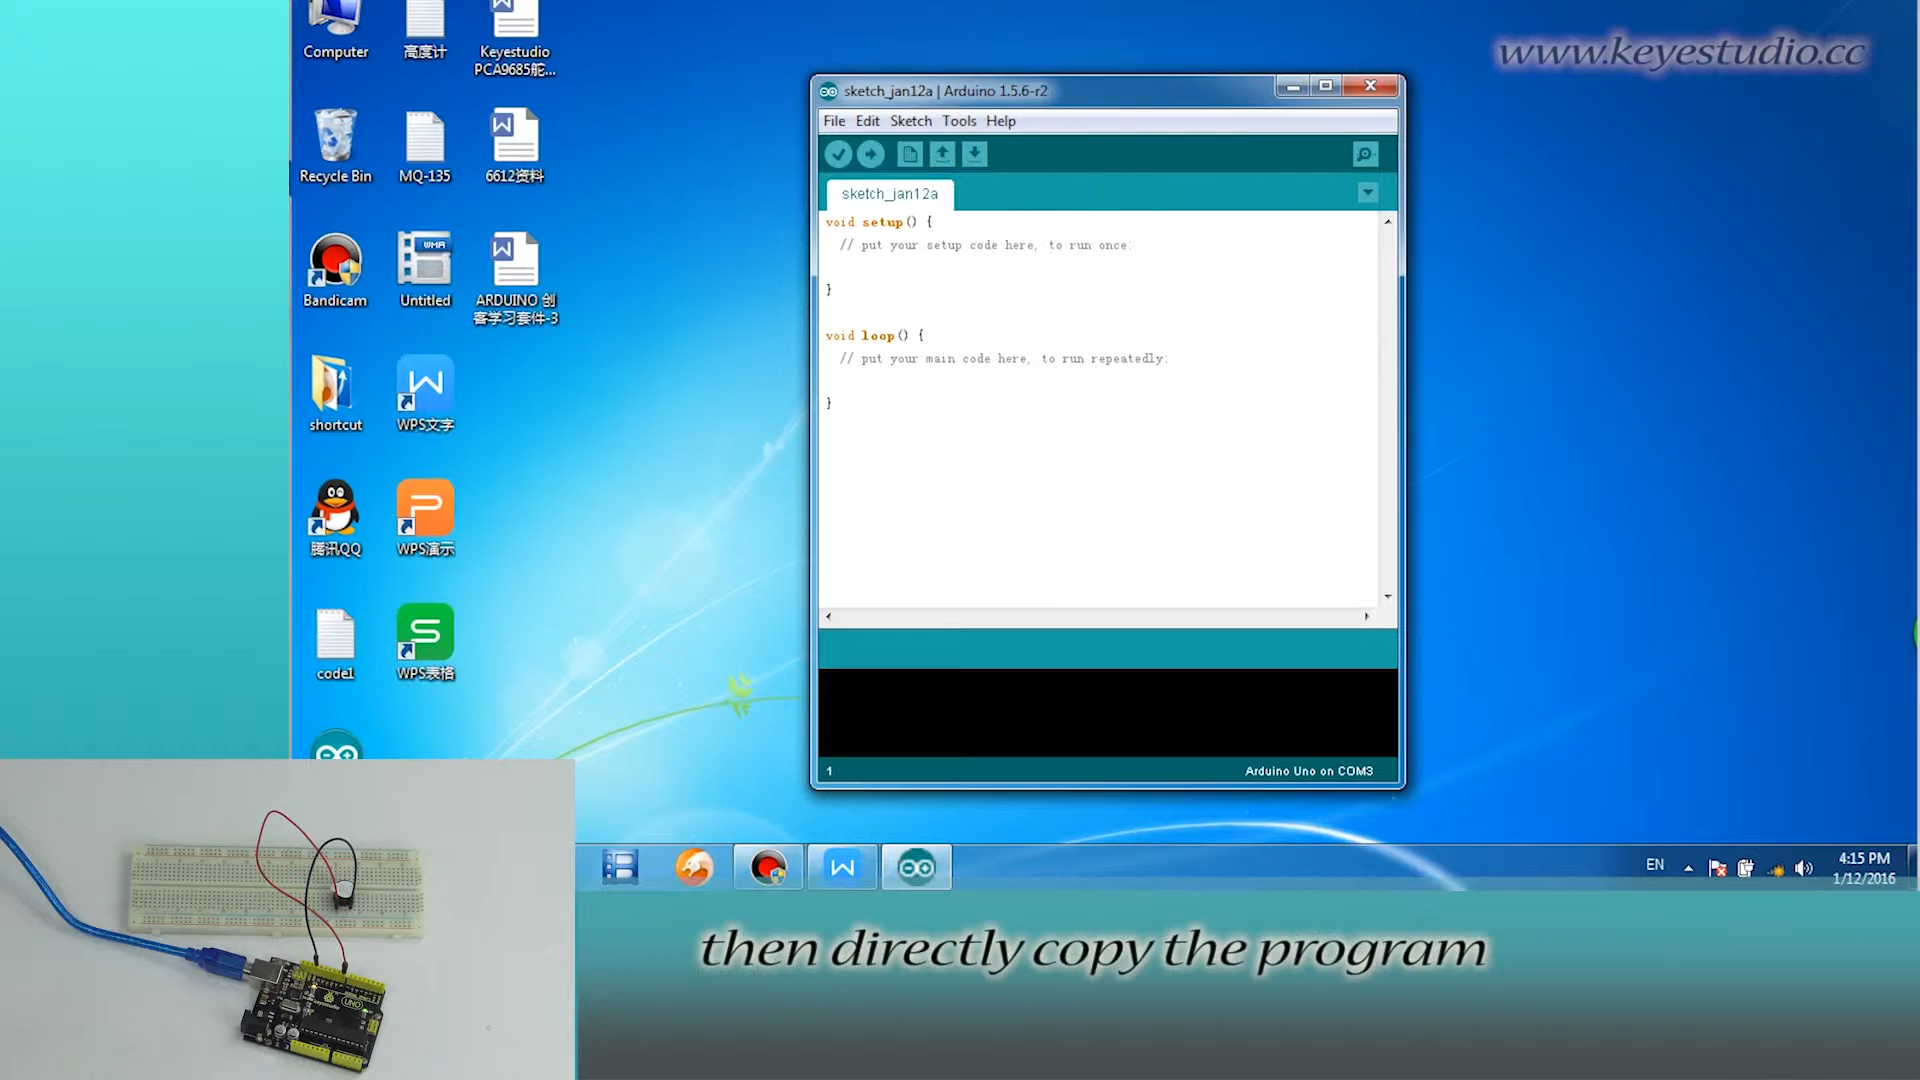 www.keyestudio.cc
Computer
高度计
Keyestudio
PCA9685舵...
Recycle Bin
MQ-135
6612资料
Bandicam
WMA
Untitled
ARDUINO 创
客学习套件-3
shortcut
WPS文字
腾讯QQ
WPS演示
code1
WPS表格
sketch_jan12a | Arduino 1.5.6-r2
File Edit Sketch Tools Help
sketch_jan12a
void setup() {
// put your setup code here, to run once:
}
void loop() {
// put your main code here, to run repeatedly:
}
1
Arduino Uno on COM3
EN
4:15 PM
1/12/2016
UNO
then directly copy the program